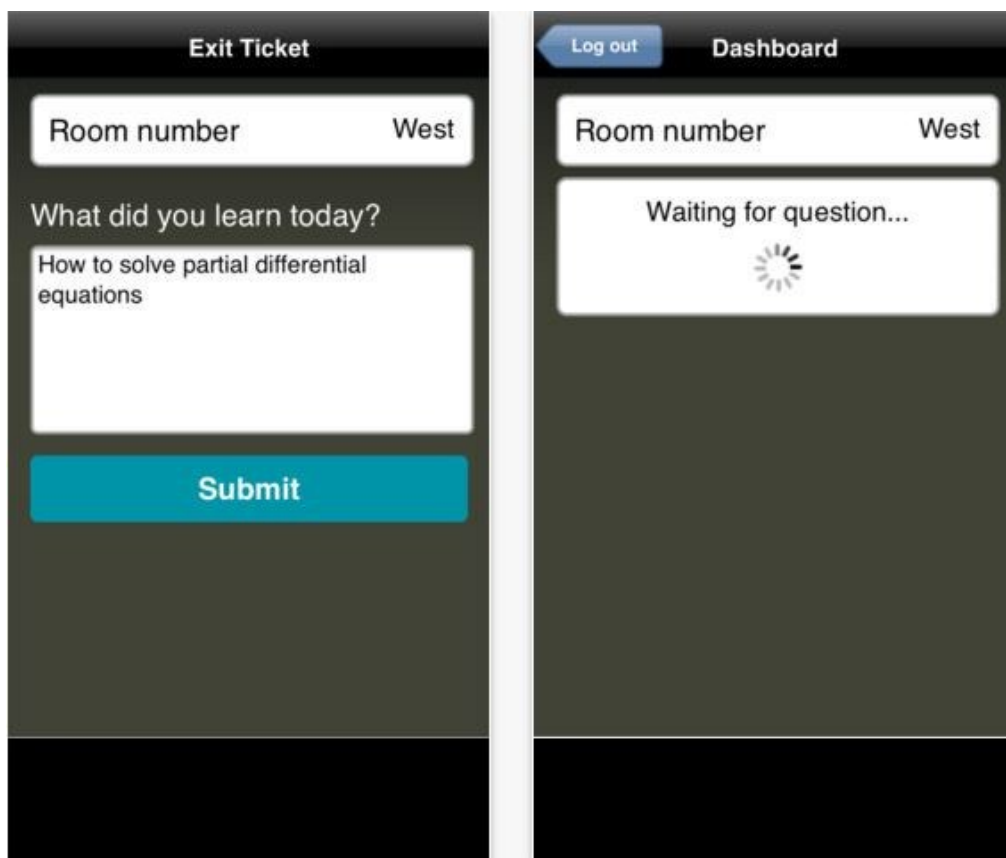 Exit Ticket
Room number West
What did you learn today?
How to solve partial differential
equations
Submit
Log out Dashboard
Room number West
Waiting for question...